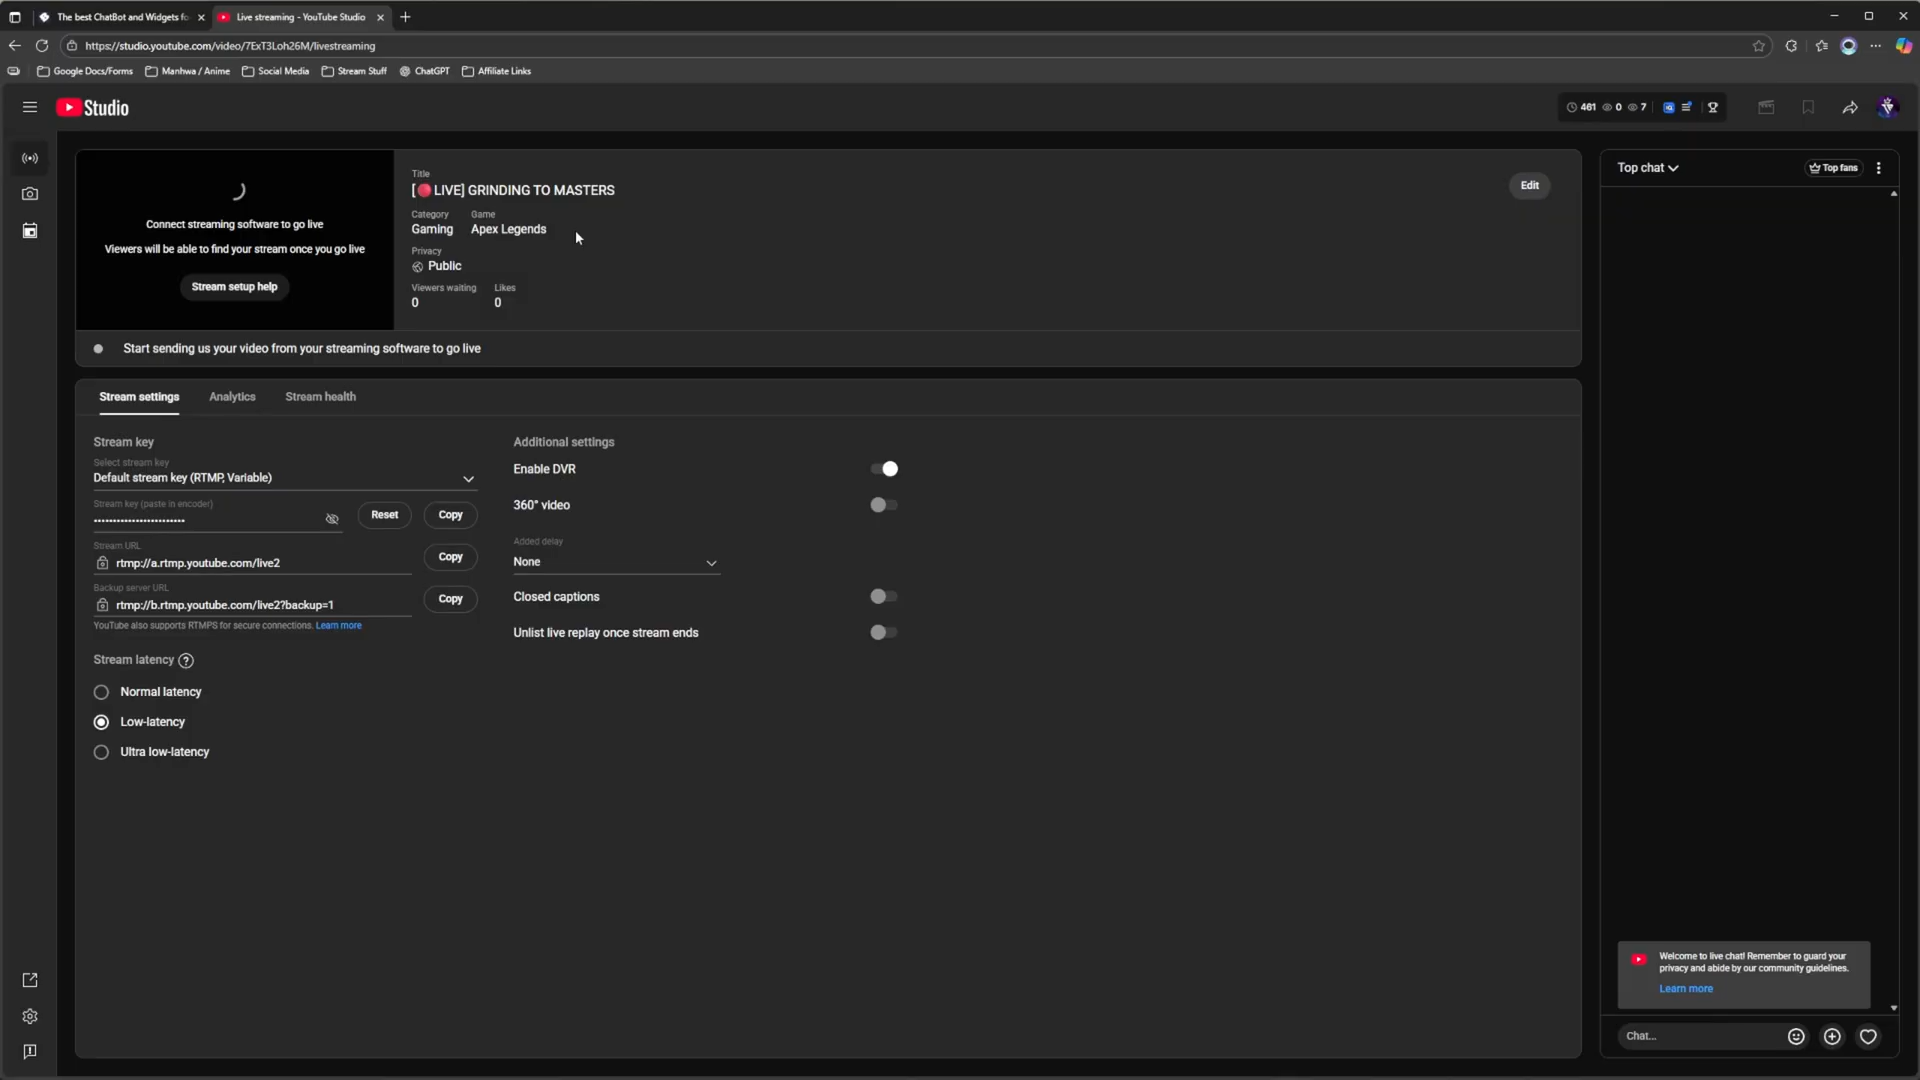 The best ChatBot and Widgets fo
Live streaming - YouTube Studio
https://studio.youtube.com/video/7ExT3Loh26M/livestreaming
Google Docs/Forms
Manhwa / Anime
Social Media
Stream Stuff
ChatGPT
Affiliate Links
Studio
461 0 7
Connect streaming software to go live
Viewers will be able to find your stream once you go live
Stream setup help
Title
[🔴LIVE] GRINDING TO MASTERS
Category Game
Gaming Apex Legends
Privacy
Public
Viewers waiting Likes
0 0
Edit
Start sending us your video from your streaming software to go live
Stream settings Analytics Stream health
Stream key
Select stream key
Default stream key (RTMP, Variable)
Stream key (paste in encoder)
••••••••••••••••••••••••
Reset Copy
Stream URL
rtmp://a.rtmp.youtube.com/live2
Copy
Backup server URL
rtmp://b.rtmp.youtube.com/live2?backup=1
Copy
YouTube also supports RTMPS for secure connections. Learn more
Stream latency
Normal latency
Low-latency
Ultra low-latency
Additional settings
Enable DVR
360° video
Added delay
None
Closed captions
Unlist live replay once stream ends
Top chat
Top fans
Welcome to live chat! Remember to guard your
privacy and abide by our community guidelines.
Learn more
Chat...